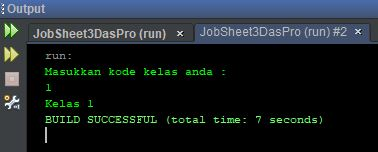 Output
JobSheet3DasPro (run) × JobSheet3DasPro (run) #2 ×
run:
Masukkan kode kelas anda :
1
Kelas 1
BUILD SUCCESSFUL (total time: 7 seconds)